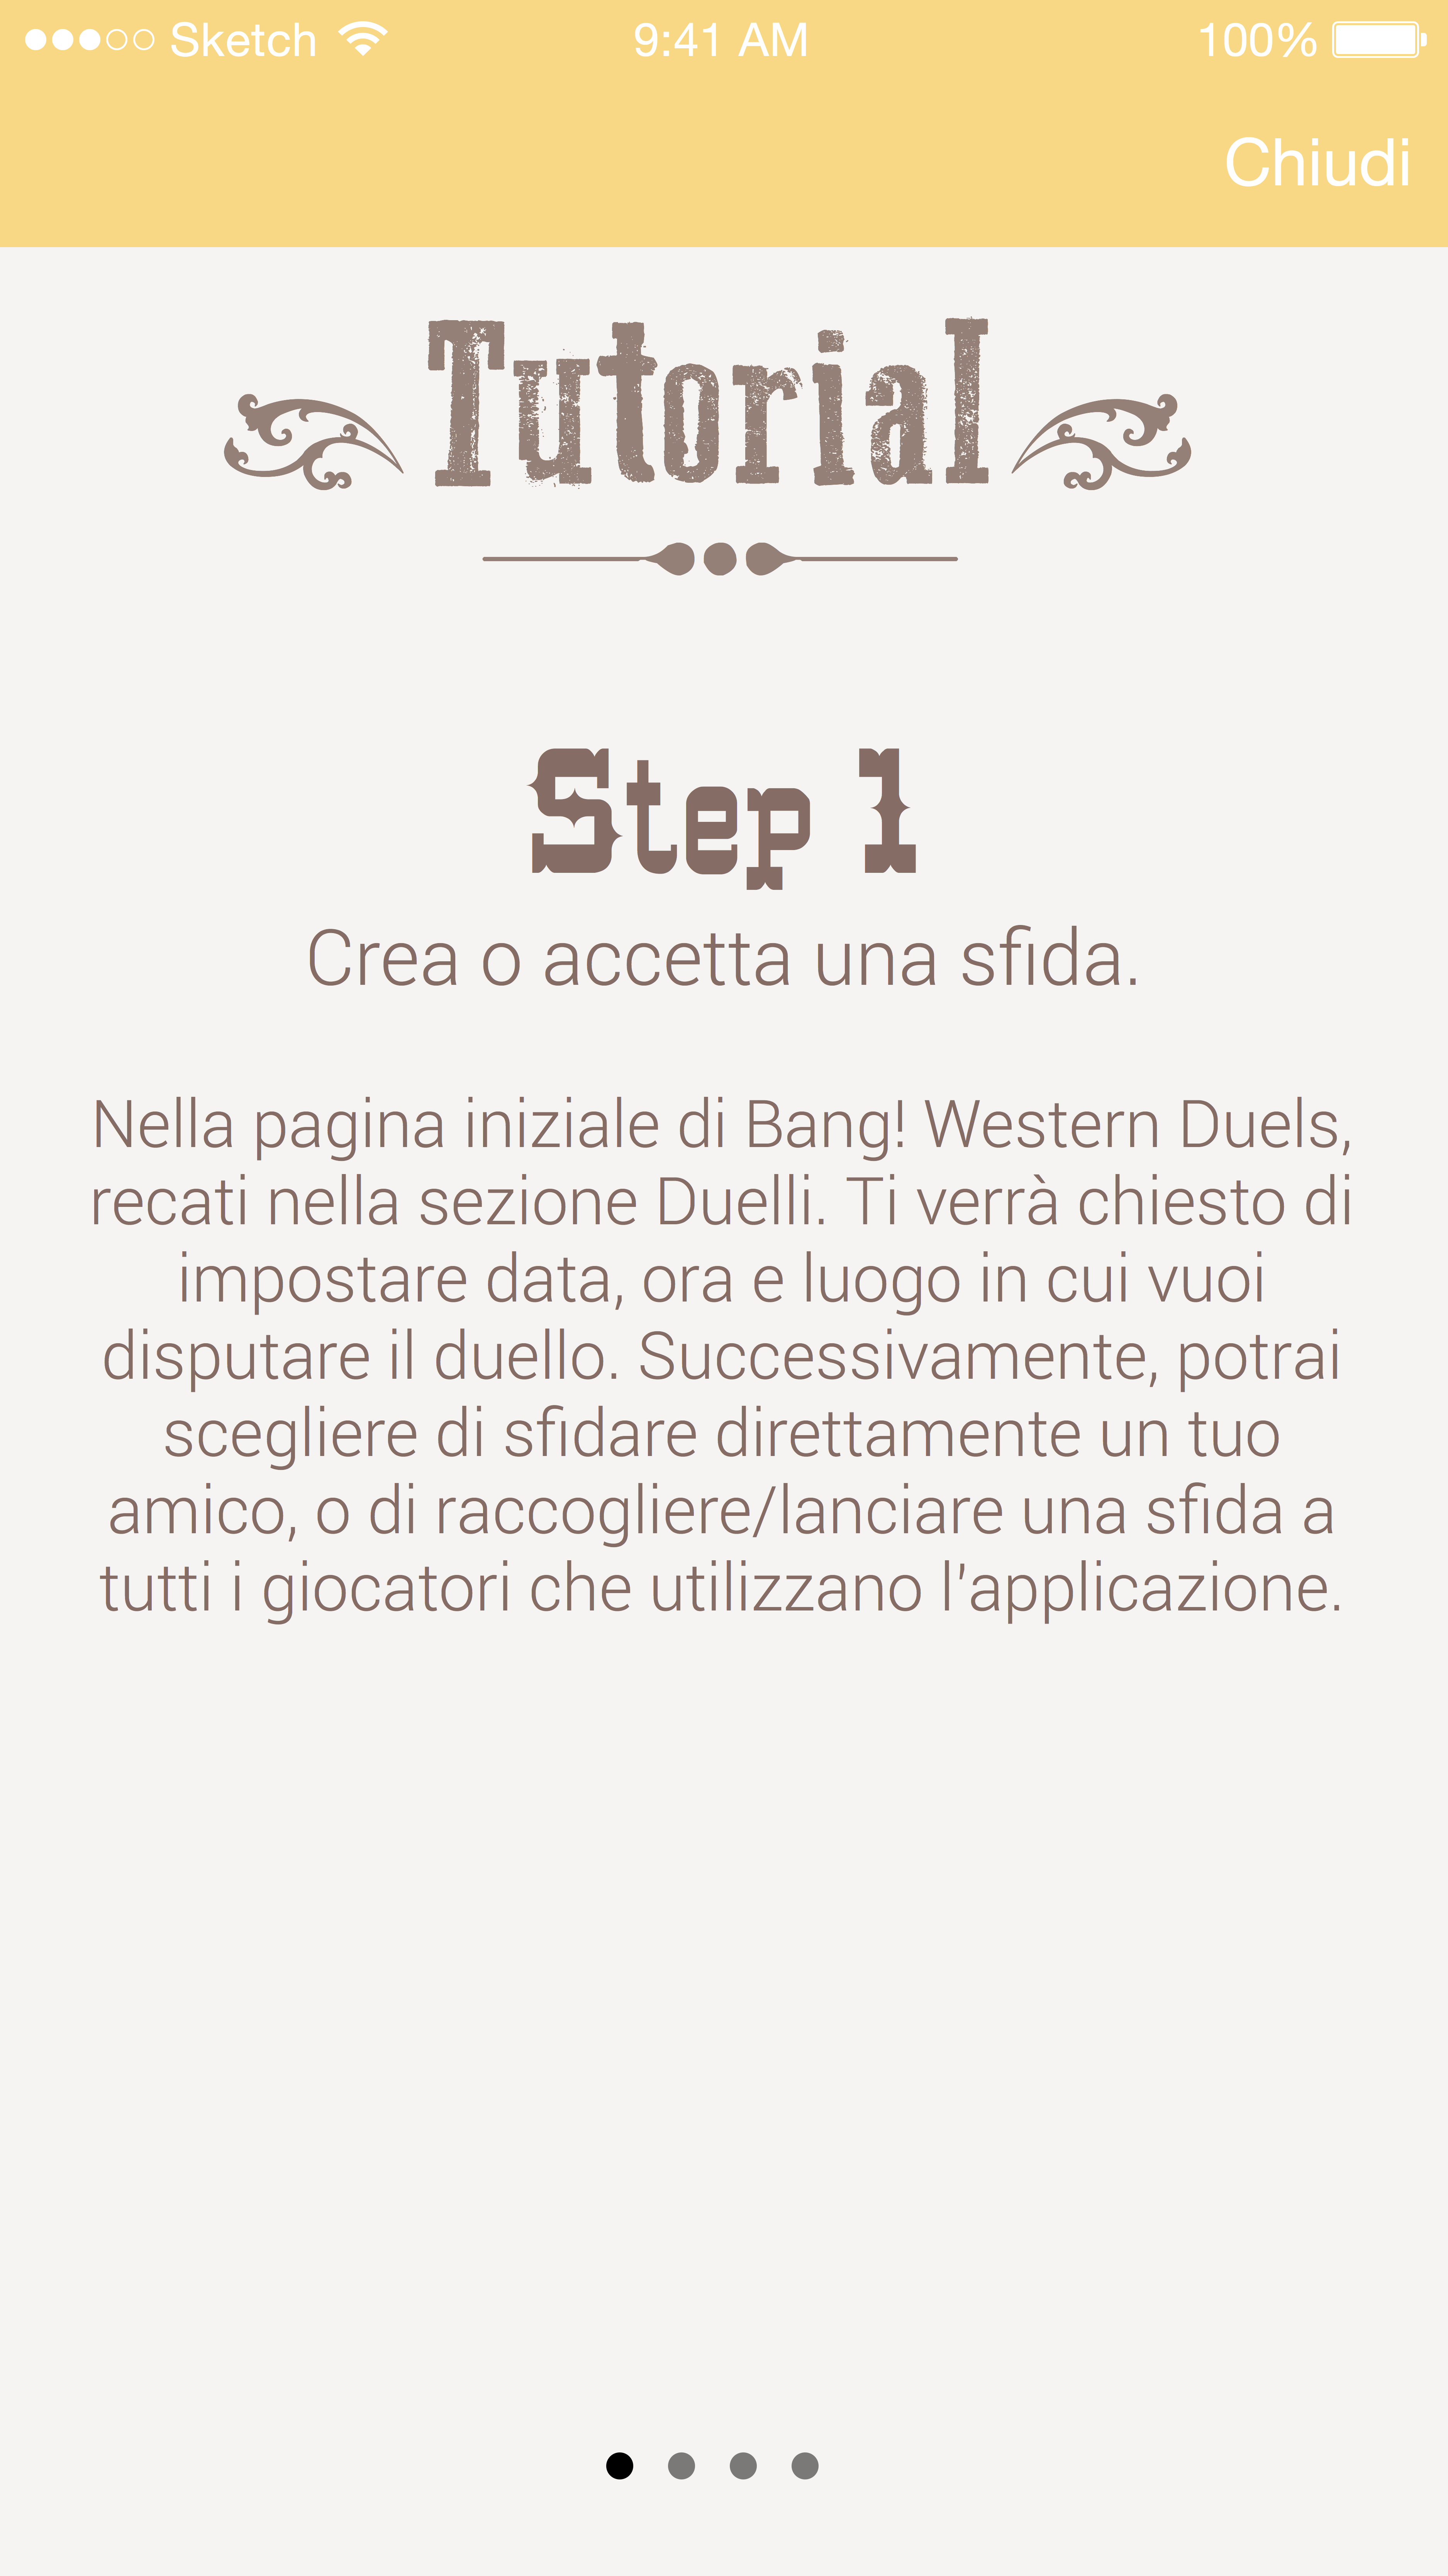 Sketch 9:41 AM 100%
Chiudi
Tutorial
Step 1
Crea o accetta una sfida.
Nella pagina iniziale di Bang! Western Duels,
recati nella sezione Duelli. Ti verrà chiesto di
impostare data, ora e luogo in cui vuoi
disputare il duello. Successivamente, potrai
scegliere di sfidare direttamente un tuo
amico, o di raccogliere/lanciare una sfida a
tutti i giocatori che utilizzano l'applicazione.